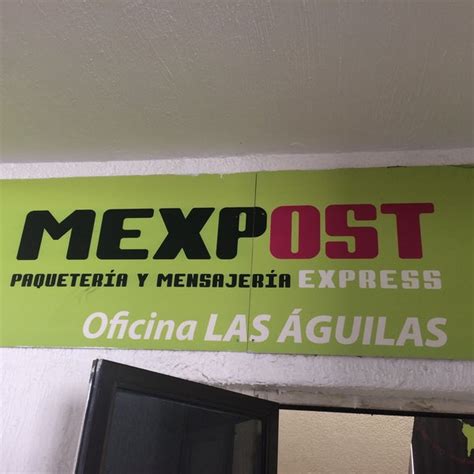 MEXPOST
PAQUETERÍA Y MENSAJERÍA EXPRESS
Oficina LAS ÁGUILAS